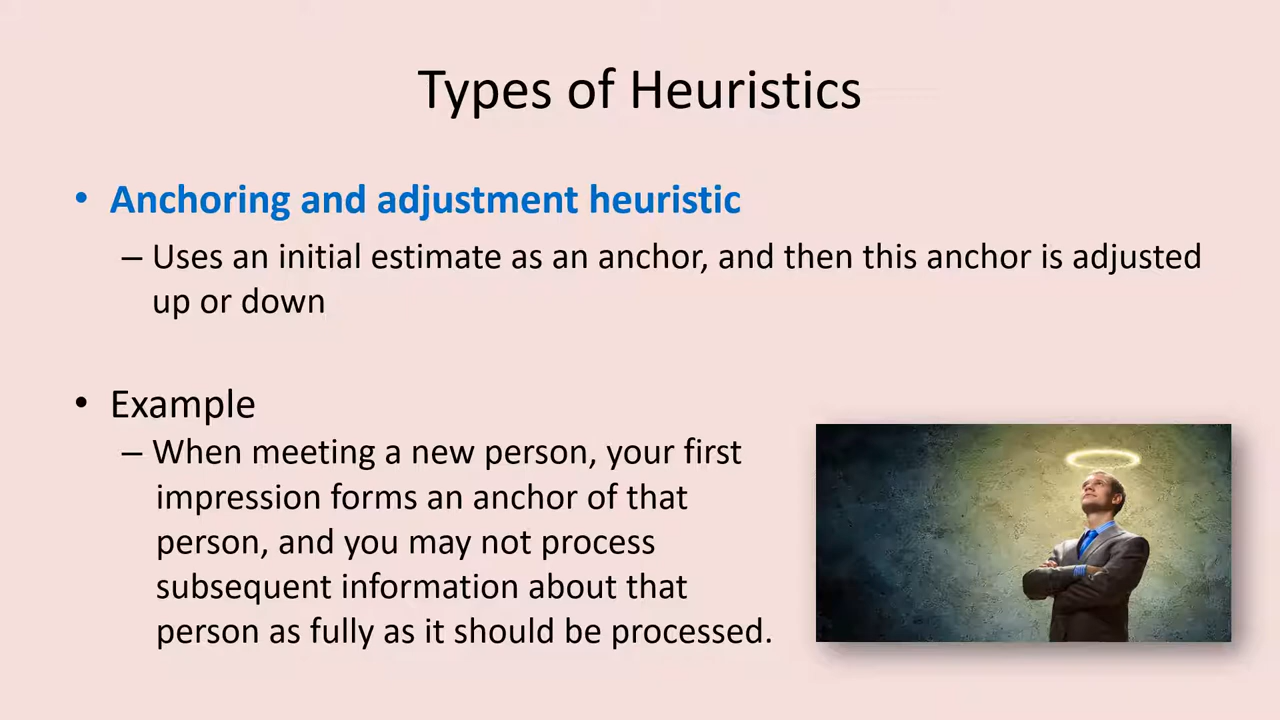 Types of Heuristics
• Anchoring and adjustment heuristic
– Uses an initial estimate as an anchor, and then this anchor is adjusted
up or down
• Example
– When meeting a new person, your first
impression forms an anchor of that
person, and you may not process
subsequent information about that
person as fully as it should be processed.